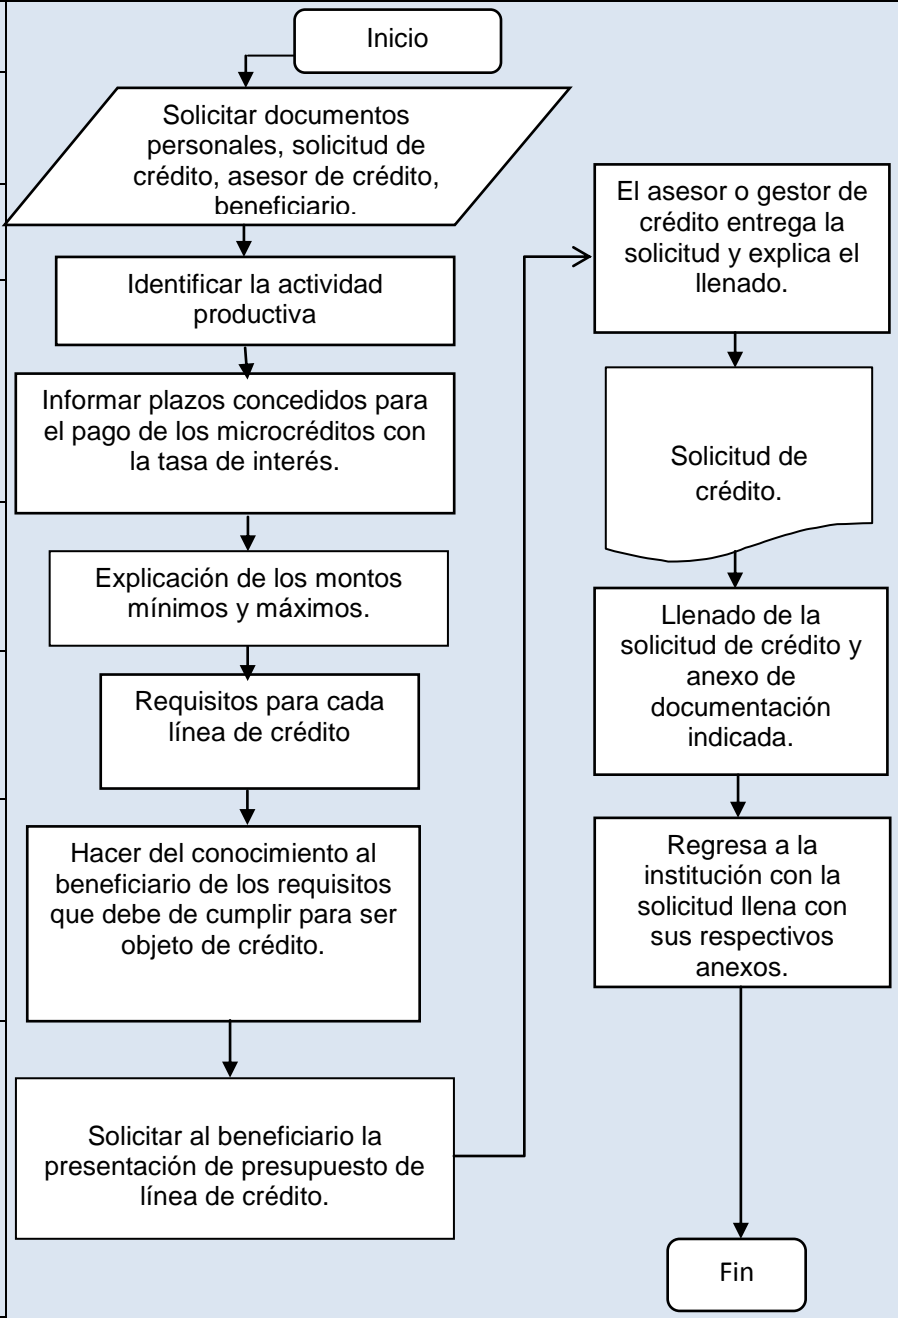 Inicio
Solicitar documentos
personales, solicitud de
crédito, asesor de crédito,
beneficiario.
Identificar la actividad
productiva
Informar plazos concedidos para
el pago de los microcréditos con
la tasa de interés.
Explicación de los montos
mínimos y máximos.
Requisitos para cada
línea de crédito
Hacer del conocimiento al
beneficiario de los requisitos
que debe de cumplir para ser
objeto de crédito.
Solicitar al beneficiario la
presentación de presupuesto de
línea de crédito.
El asesor o gestor de
crédito entrega la
solicitud y explica el
llenado.
Solicitud de
crédito.
Llenado de la
solicitud de crédito y
anexo de
documentación
indicada.
Regresa a la
institución con la
solicitud llena con
sus respectivos
anexos.
Fin